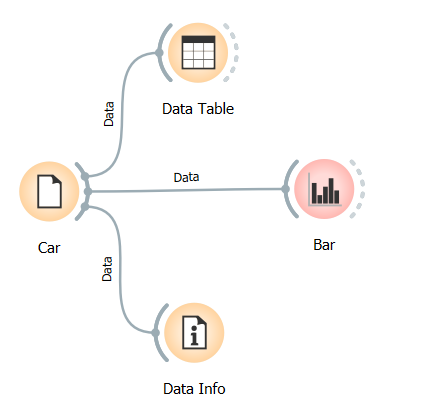 Data
Data Table
Data
Car
Bar
Data
Data Info